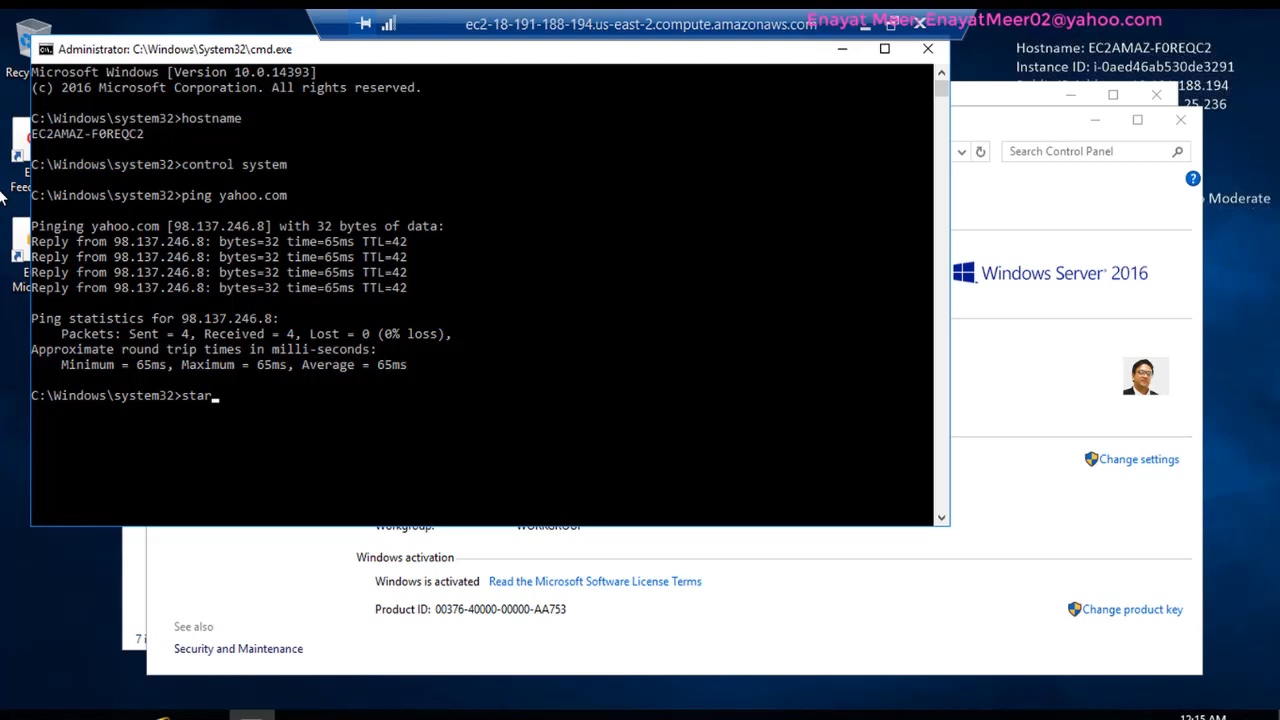 ec2-18-191-188-194.us-east-2.compute.amazonaws.com
Enayat Meer EnayatMeer02@yahoo.com
Hostname: EC2AMAZ-F0REQC2
Instance ID: i-0aed46ab530de3291
188.194
25.236
Moderate
Administrator: C:\Windows\System32\cmd.exe
Microsoft Windows [Version 10.0.14393]
(c) 2016 Microsoft Corporation. All rights reserved.
C:\Windows\system32>hostname
EC2AMAZ-F0REQC2
C:\Windows\system32>control system
C:\Windows\system32>ping yahoo.com
Pinging yahoo.com [98.137.246.8] with 32 bytes of data:
Reply from 98.137.246.8: bytes=32 time=65ms TTL=42
Reply from 98.137.246.8: bytes=32 time=65ms TTL=42
Reply from 98.137.246.8: bytes=32 time=65ms TTL=42
Reply from 98.137.246.8: bytes=32 time=65ms TTL=42
Ping statistics for 98.137.246.8:
Packets: Sent = 4, Received = 4, Lost = 0 (0% loss),
Approximate round trip times in milli-seconds:
Minimum = 65ms, Maximum = 65ms, Average = 65ms
C:\Windows\system32>star_
Search Control Panel
Windows Server® 2016
Change settings
Workgroup: WORKGROUP
Windows activation
Windows is activated Read the Microsoft Software License Terms
Product ID: 00376-40000-00000-AA753
Change product key
See also
Security and Maintenance
7 i
12:15 AM